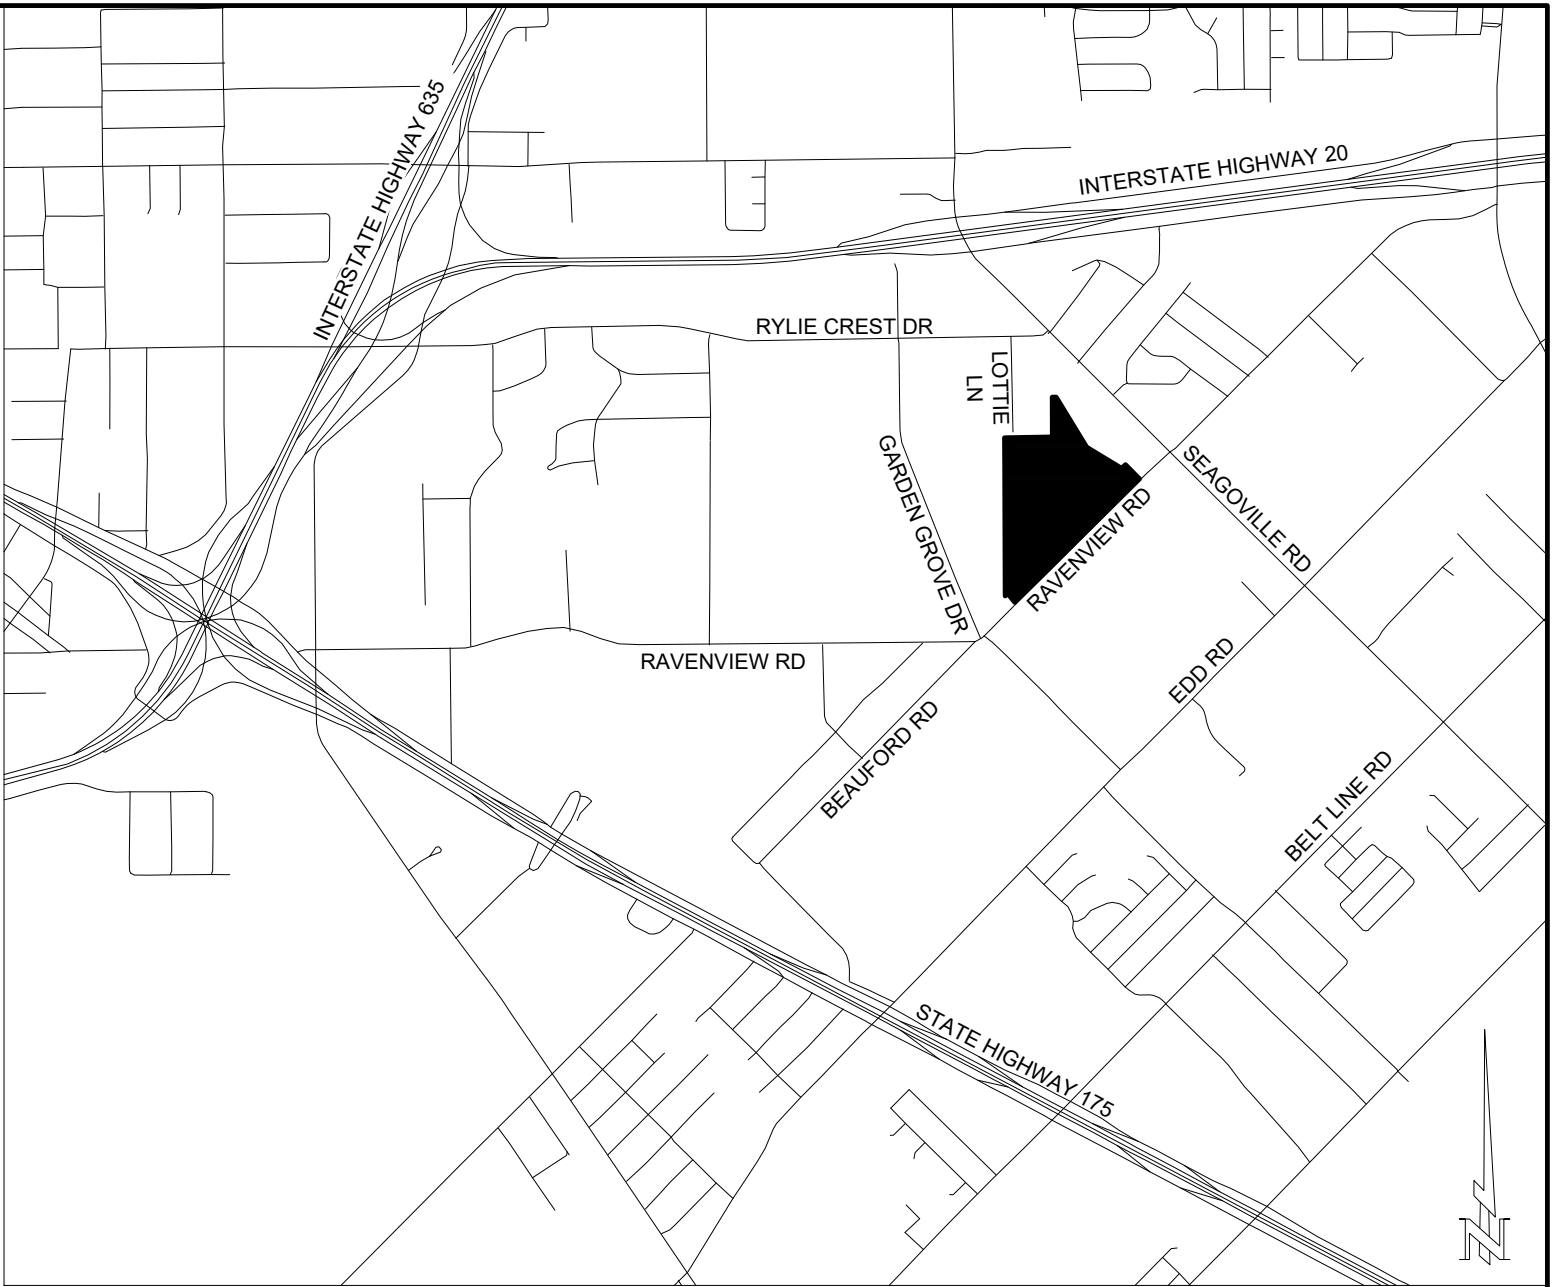 INTERSTATE HIGHWAY 635
INTERSTATE HIGHWAY 20
RYLIE CREST DR
LOTTIE
LN
GARDEN GROVE DR
SEAGOVILLE RD
RAVENVIEW RD
RAVENVIEW RD
EDD RD
BEAUFORD RD
BELT LINE RD
STATE HIGHWAY 175
N